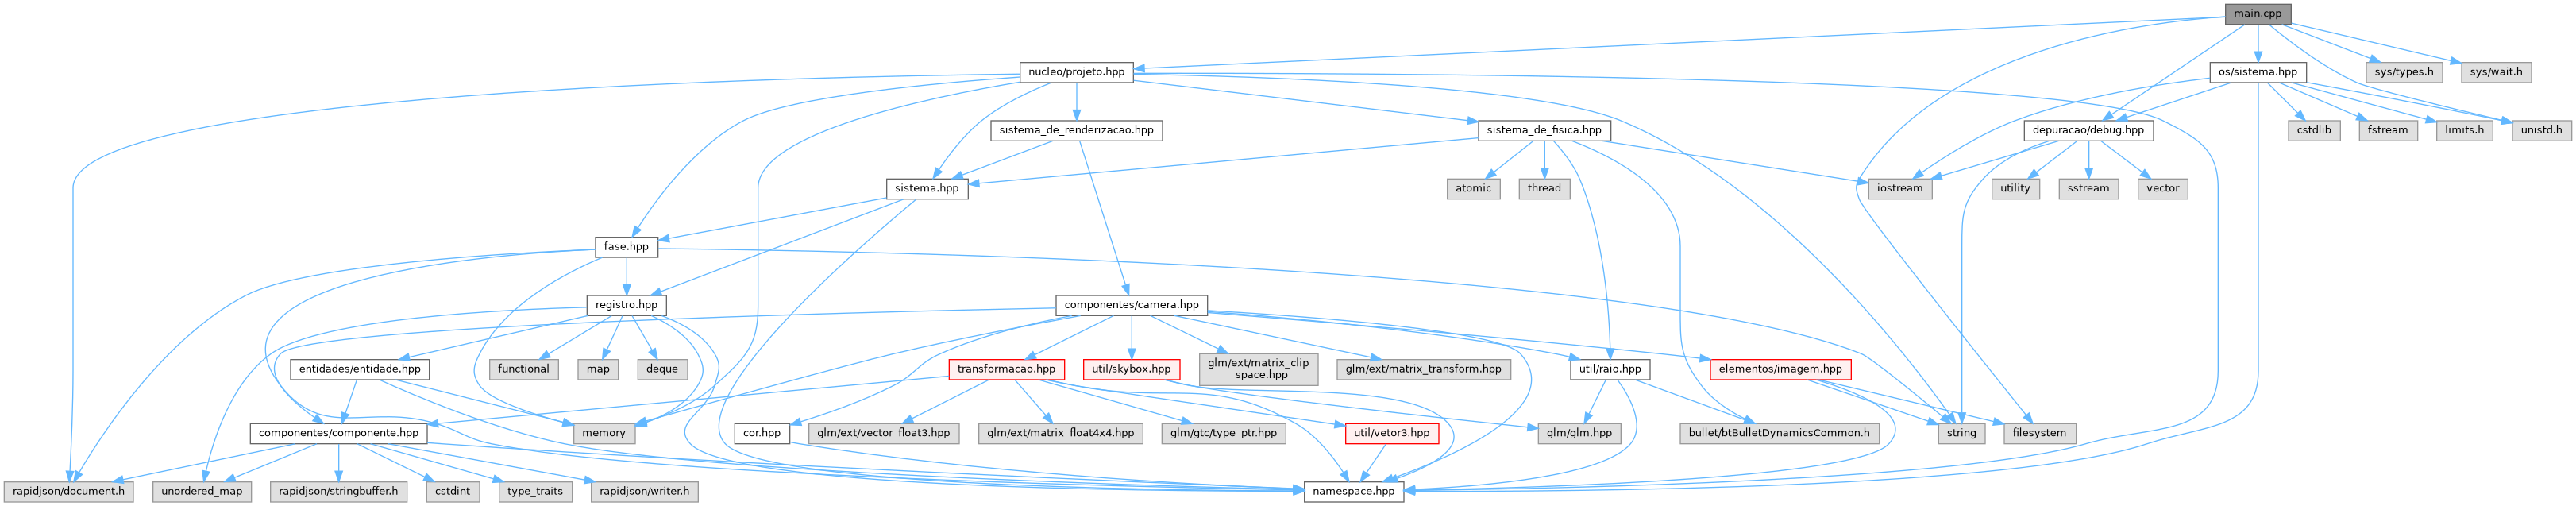 main.cpp
nucleo/projeto.hpp
os/sistema.hpp
sys/types.h
sys/wait.h
sistema_de_renderizacao.hpp
sistema_de_fisica.hpp
depuracao/debug.hpp
cstdlib
fstream
limits.h
unistd.h
sistema.hpp
atomic
thread
iostream
utility
sstream
vector
fase.hpp
registro.hpp
componentes/camera.hpp
entidades/entidade.hpp
functional
map
deque
transformacao.hpp
util/skybox.hpp
glm/ext/matrix_clip
_space.hpp
glm/ext/matrix_transform.hpp
util/raio.hpp
elementos/imagem.hpp
componentes/componente.hpp
memory
cor.hpp
glm/ext/vector_float3.hpp
glm/ext/matrix_float4x4.hpp
glm/gtc/type_ptr.hpp
util/vetor3.hpp
glm/glm.hpp
bullet/btBulletDynamicsCommon.h
string
filesystem
rapidjson/document.h
unordered_map
rapidjson/stringbuffer.h
cstdint
type_traits
rapidjson/writer.h
namespace.hpp